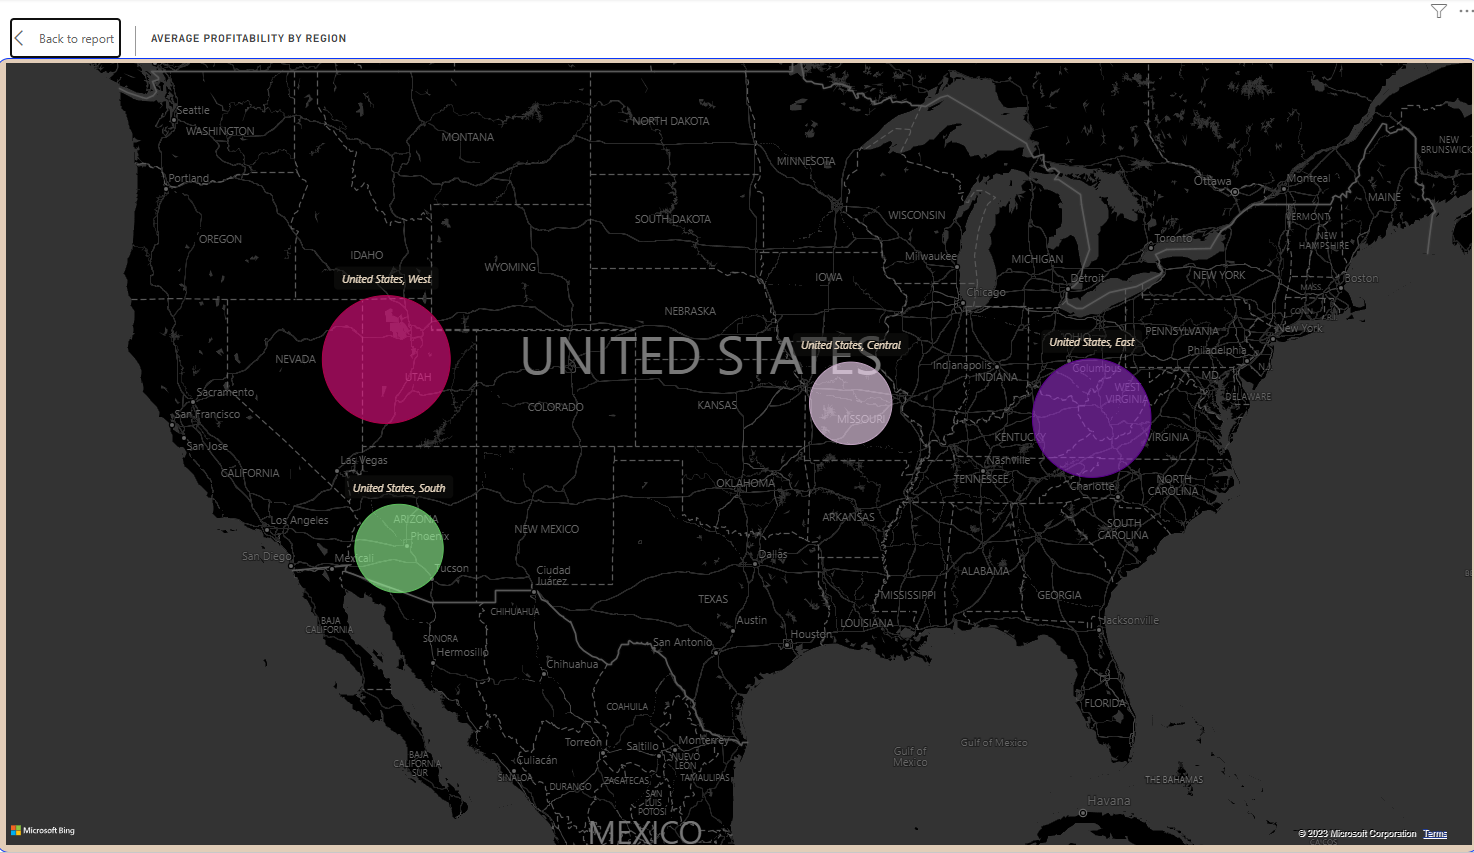 Back to report
AVERAGE PROFITABILITY BY REGION
Seattle
WASHINGTON
MONTANA
NORTH DAKOTA
MINNESOTA
Ottawa
Montreal
NEW
BRUNSWICK
MAINE
Portland
OREGON
IDAHO
SOUTH DAKOTA
WISCONSIN
VERMONT
NEW
HAMPSHIRE
Toronto
United States, West
WYOMING
IOWA
Milwaukee
MICHIGAN
Detroit
NEW YORK
Boston
MASS.
Chicago
NEBRASKA
CONN.
New York
PENNSYLVANIA
NEVADA
UTAH
UNITED STATES
United States, Central
United States, East
Philadelphia
Indianapolis
INDIANA
Columbus
OHIO
MD.
WEST
VIRGINIA
DELAWARE
Sacramento
San Francisco
San Jose
COLORADO
KANSAS
MISSOURI
KENTUCKY
VIRGINIA
CALIFORNIA
Las Vegas
United States, South
OKLAHOMA
Nashville
TENNESSEE
Charlotte
NORTH
CAROLINA
Los Angeles
ARIZONA
Phoenix
NEW MEXICO
ARKANSAS
SOUTH
CAROLINA
San Diego
Mexicali
Tucson
Ciudad
Juárez
Dallas
ALABAMA
MISSISSIPPI
GEORGIA
TEXAS
CHIHUAHUA
BAJA
CALIFORNIA
SONORA
Hermosillo
Austin
San Antonio
Houston
LOUISIANA
Jacksonville
Chihuahua
COAHUILA
FLORIDA
Torreón
Saltillo
Monterrey
NUEVO
LEÓN
Gulf of
Mexico
Gulf of Mexico
BAJA
CALIFORNIA
SUR
Culiacán
SINALOA
DURANGO
ZACATECAS
TAMAULIPAS
SAN
LUIS
POTOSÍ
THE BAHAMAS
Havana
MEXICO
Microsoft Bing
© 2023 Microsoft Corporation Terms